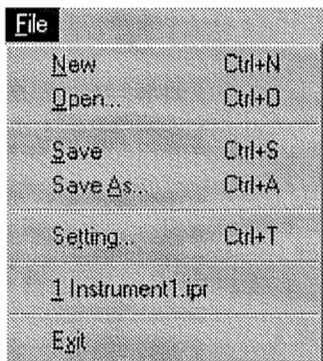 File
New Ctrl+N
Open... Ctrl+O
Save Ctrl+S
Save As... Ctrl+A
Setting... Ctrl+T
1 Instrument1.ipr
Exit